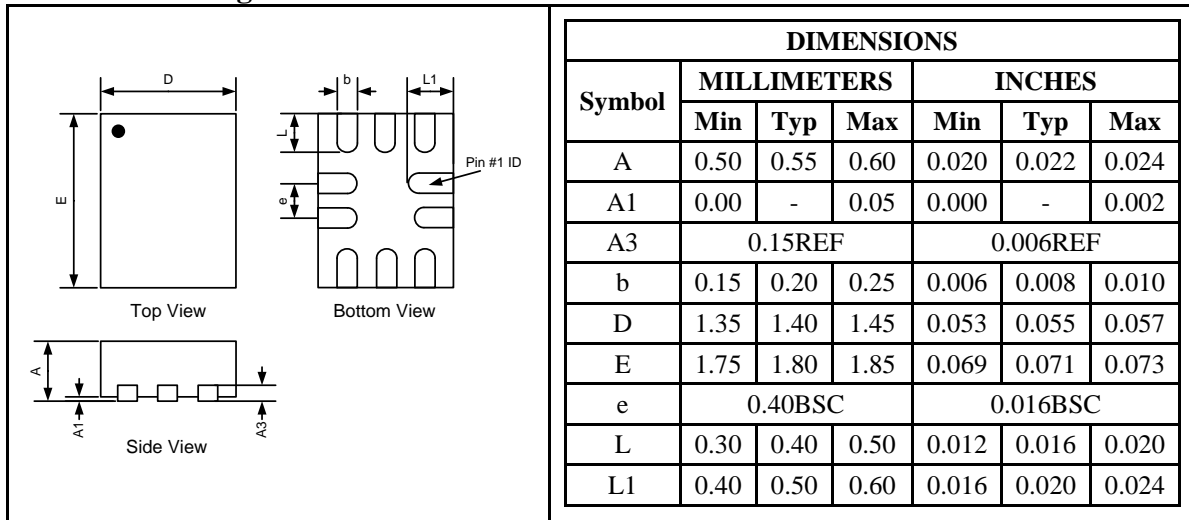 D
E
Top View
b
L1
L
e
Pin #1 ID
Bottom View
A
A1
A3
Side View
DIMENSIONS
Symbol MILLIMETERS INCHES
Min Typ Max Min Typ Max
A 0.50 0.55 0.60 0.020 0.022 0.024
A1 0.00 - 0.05 0.000 - 0.002
A3 0.15REF 0.006REF
b 0.15 0.20 0.25 0.006 0.008 0.010
D 1.35 1.40 1.45 0.053 0.055 0.057
E 1.75 1.80 1.85 0.069 0.071 0.073
e 0.40BSC 0.016BSC
L 0.30 0.40 0.50 0.012 0.016 0.020
L1 0.40 0.50 0.60 0.016 0.020 0.024